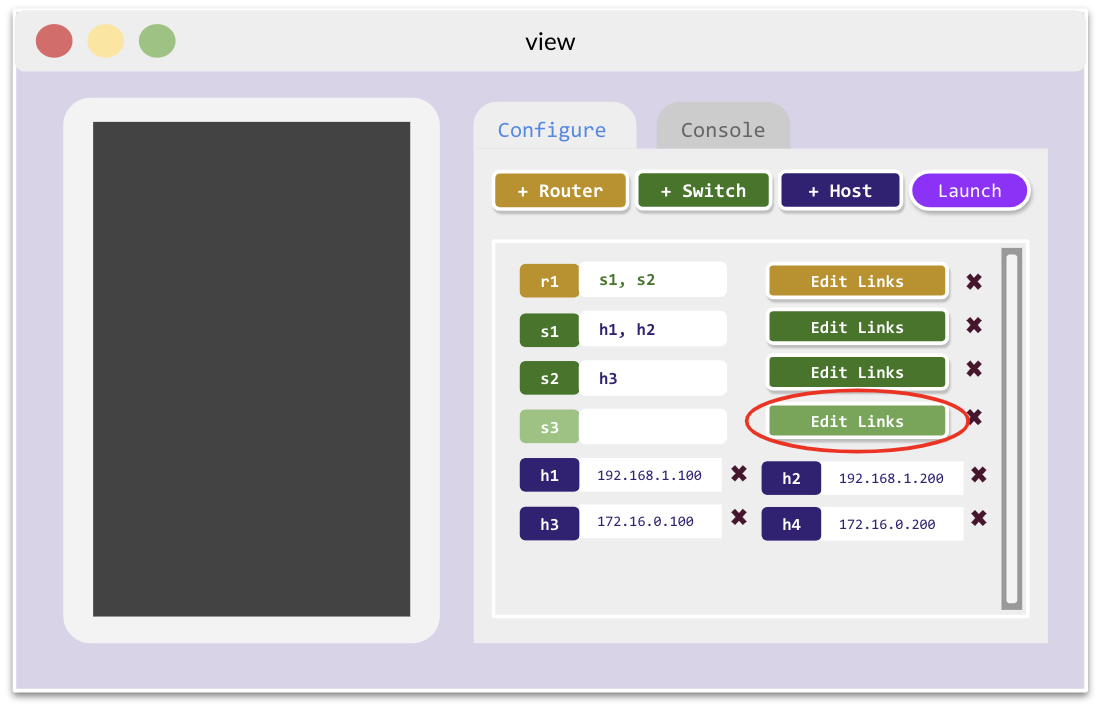 view
Configure Console
+ Router + Switch + Host Launch
r1 s1, s2 Edit Links ✖
s1 h1, h2 Edit Links ✖
s2 h3 Edit Links ✖
s3 Edit Links ✖
h1 192.168.1.100 ✖ h2 192.168.1.200 ✖
h3 172.16.0.100 ✖ h4 172.16.0.200 ✖